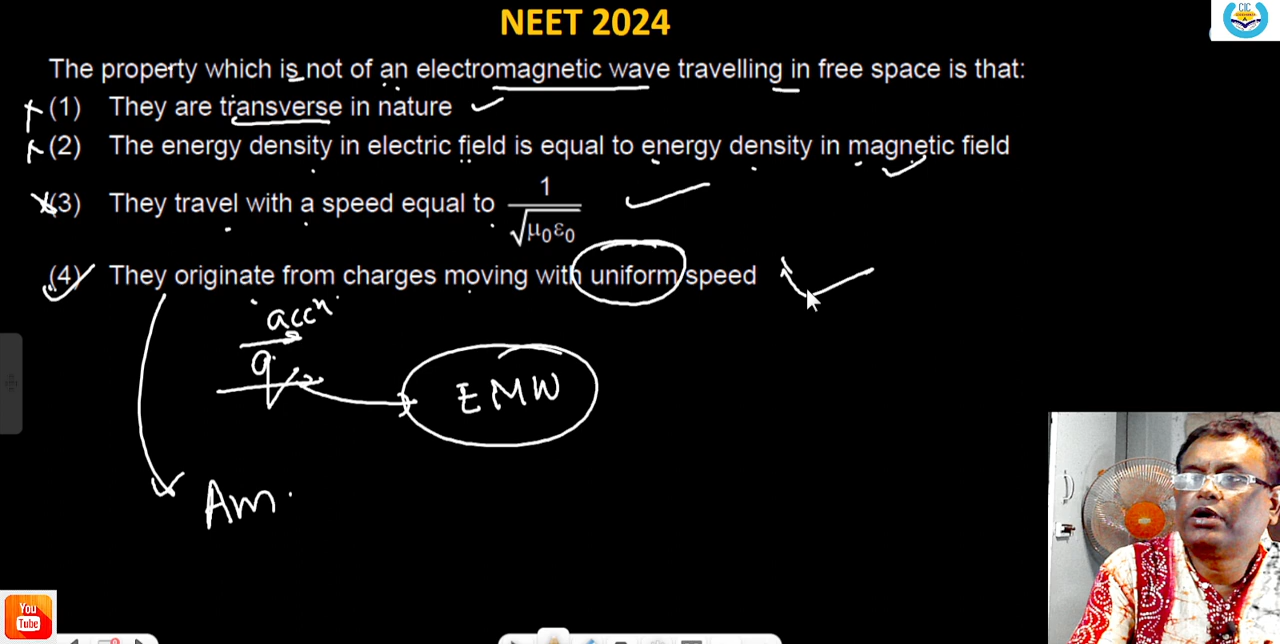 CIC
NEET 2024
The property which is not of an electromagnetic wave travelling in free space is that:
(1) They are transverse in nature
(2) The energy density in electric field is equal to energy density in magnetic field
(3) They travel with a speed equal to 1/√μ₀ε₀
(4) They originate from charges moving with uniform speed
accⁿ
q
EMW
Am.
You
Tube